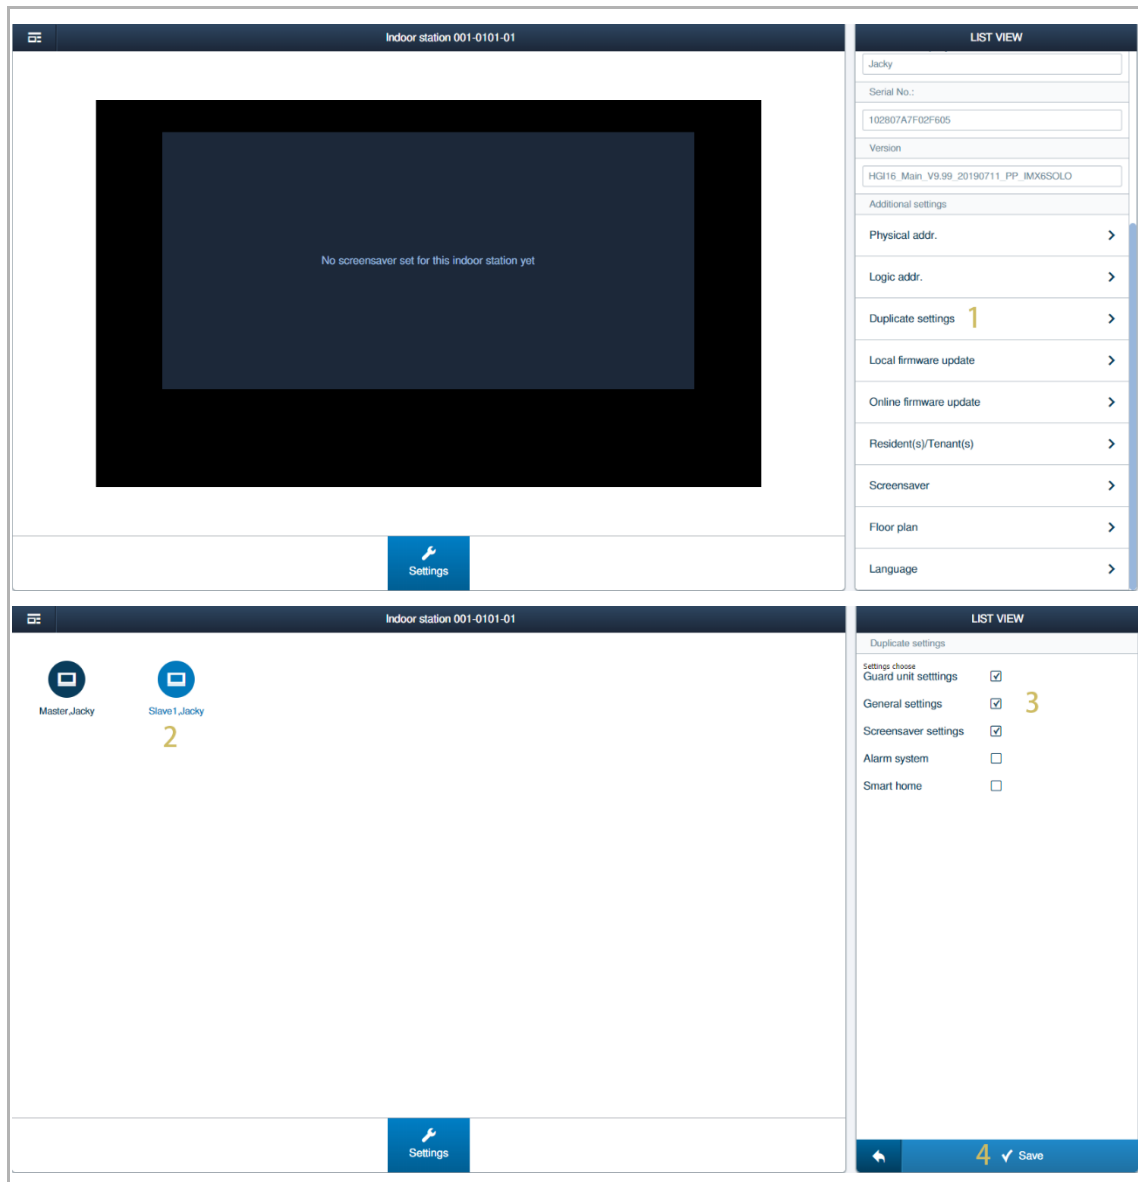 Indoor station 001-0101-01
LIST VIEW
Jacky
Serial No.:
102807A7F02F605
Version
HGI16_Main_V9.99_20190711_PP_IMX6SOLO
Additional settings
Physical addr.
Logic addr.
Duplicate settings 1
Local firmware update
Online firmware update
Resident(s)/Tenant(s)
Screensaver
Floor plan
Language
No screensaver set for this indoor station yet
Settings
Indoor station 001-0101-01
LIST VIEW
Duplicate settings
Settings choose
Guard unit setttings
General settings 3
Screensaver settings
Alarm system
Smart home
Master,Jacky
Slave1,Jacky
2
Settings
4 Save